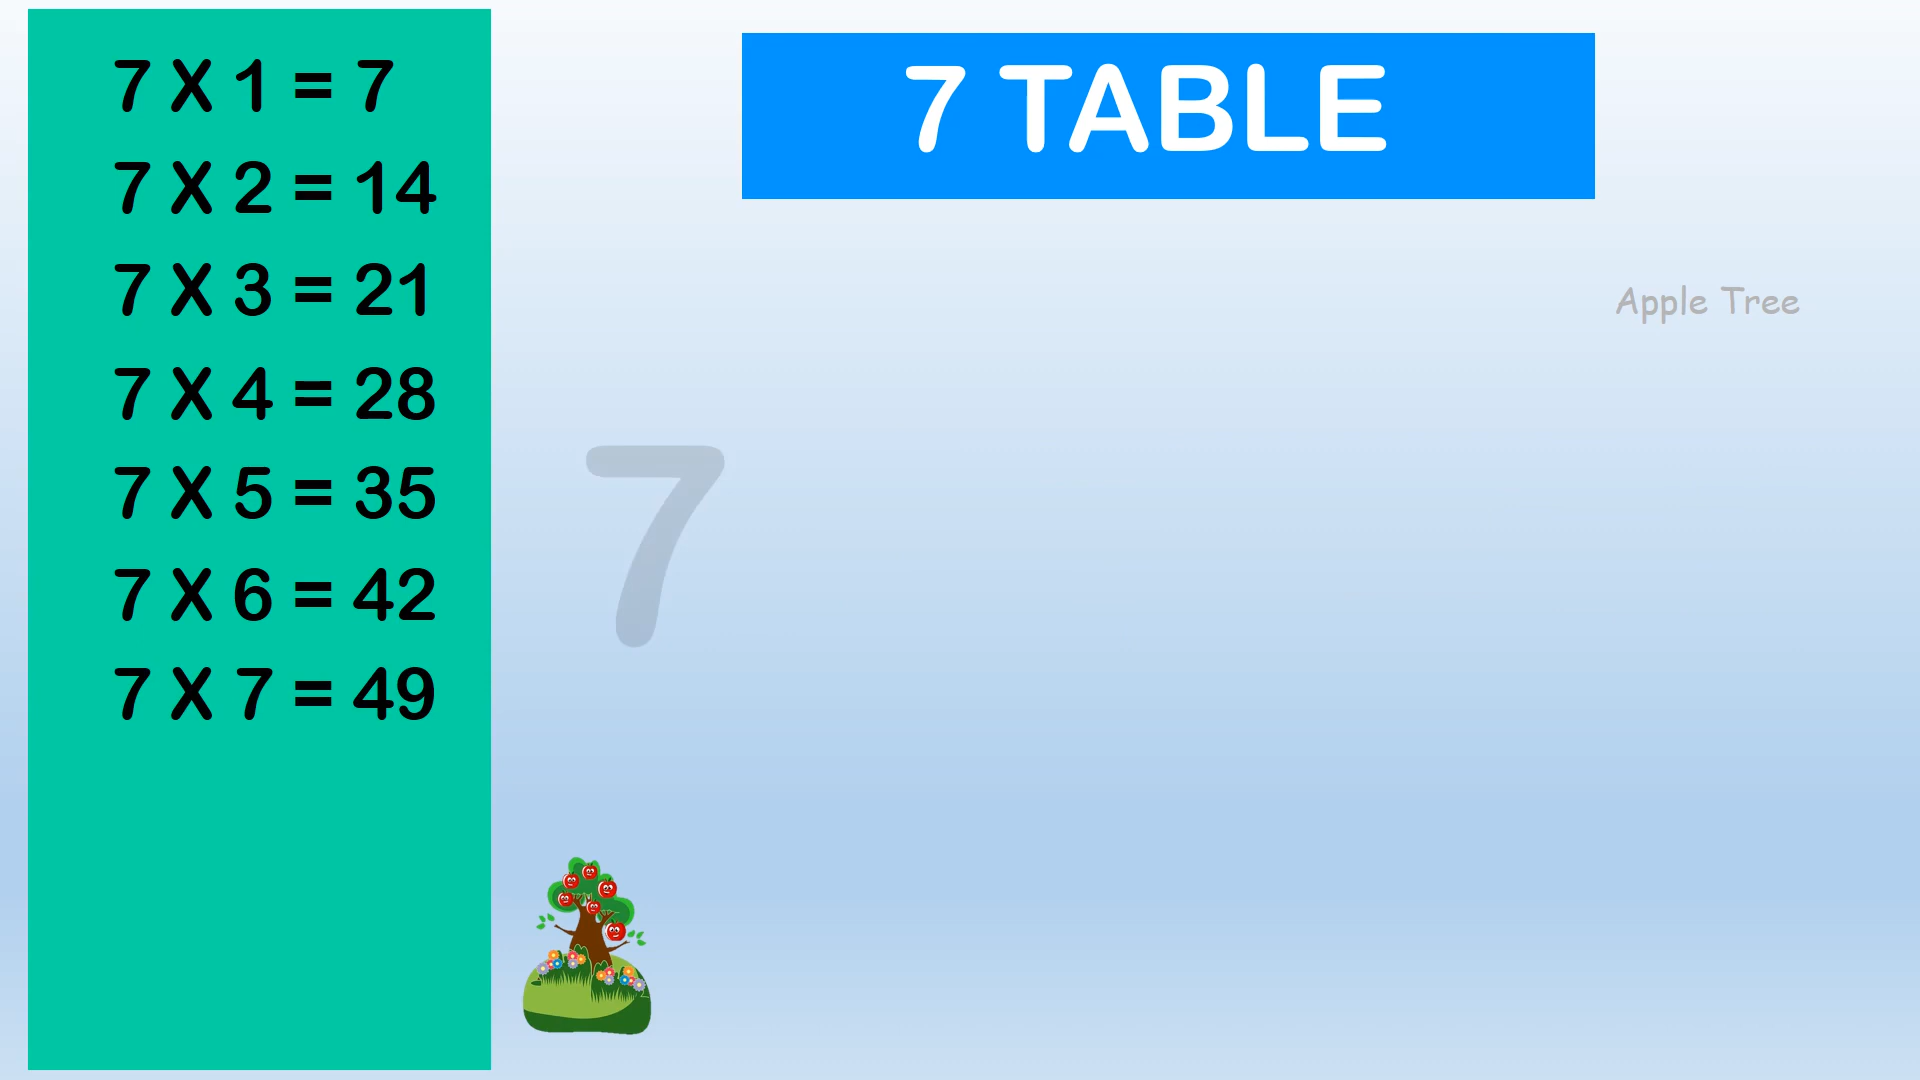 7 X 1 = 7
7 X 2 = 14
7 X 3 = 21
7 X 4 = 28
7 X 5 = 35
7 X 6 = 42
7 X 7 = 49
7 TABLE
Apple Tree
7